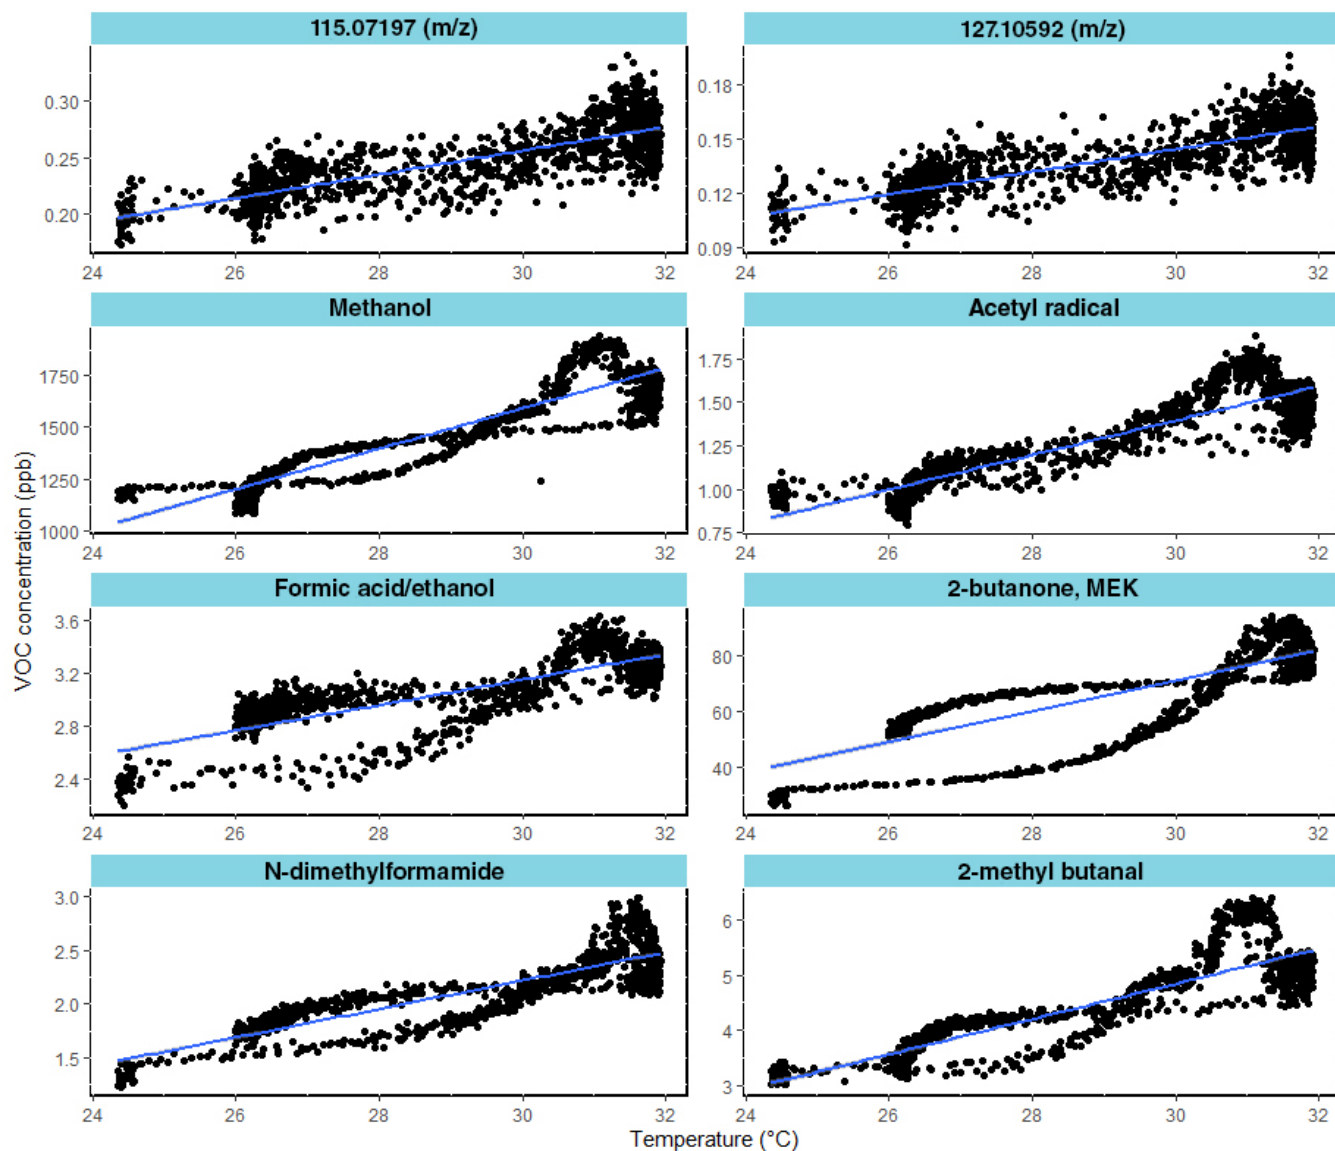 115.07197 (m/z) 127.10592 (m/z)
0.30 0.18
0.25 0.15
0.20 0.12
0.09
24 26 28 30 32 24 26 28 30 32
Methanol Acetyl radical
1750 1.75
1500 1.50
1250 1.25
1000 1.00
0.75
24 26 28 30 32 24 26 28 30 32
VOC concentration (ppb)
Formic acid/ethanol 2-butanone, MEK
3.6 80
3.2 60
2.8 40
2.4
24 26 28 30 32 24 26 28 30 32
N-dimethylformamide 2-methyl butanal
3.0 6
2.5 5
2.0 4
1.5 3
24 26 28 30 32 24 26 28 30 32
Temperature (°C)